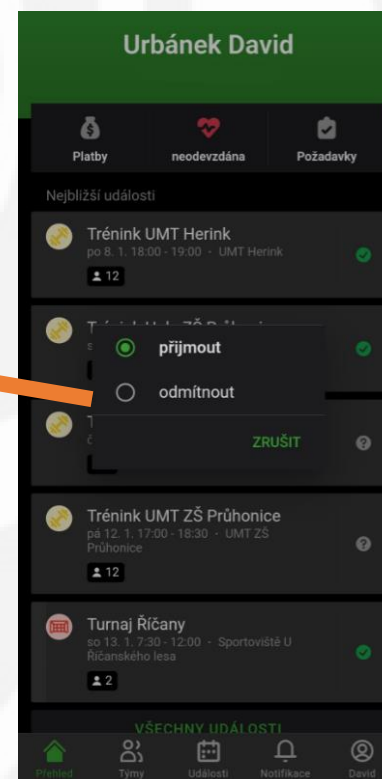 Urbánek David
Platby
neodevzdána
Požadavky
Nejbližší události
Trénink UMT Herink
po 8. 1. 18:00 - 19:00 • UMT Herink
12
přijmout
odmítnout
ZRUŠIT
Trénink UMT ZŠ Průhonice
pá 12. 1. 17:00 - 18:30 • UMT ZŠ
Průhonice
12
Turnaj Říčany
so 13. 1. 7:30 - 12:00 • Sportoviště U
Říčanského lesa
2
VŠECHNY UDÁLOSTI
Přehled
Týmy
Události
Notifikace
David